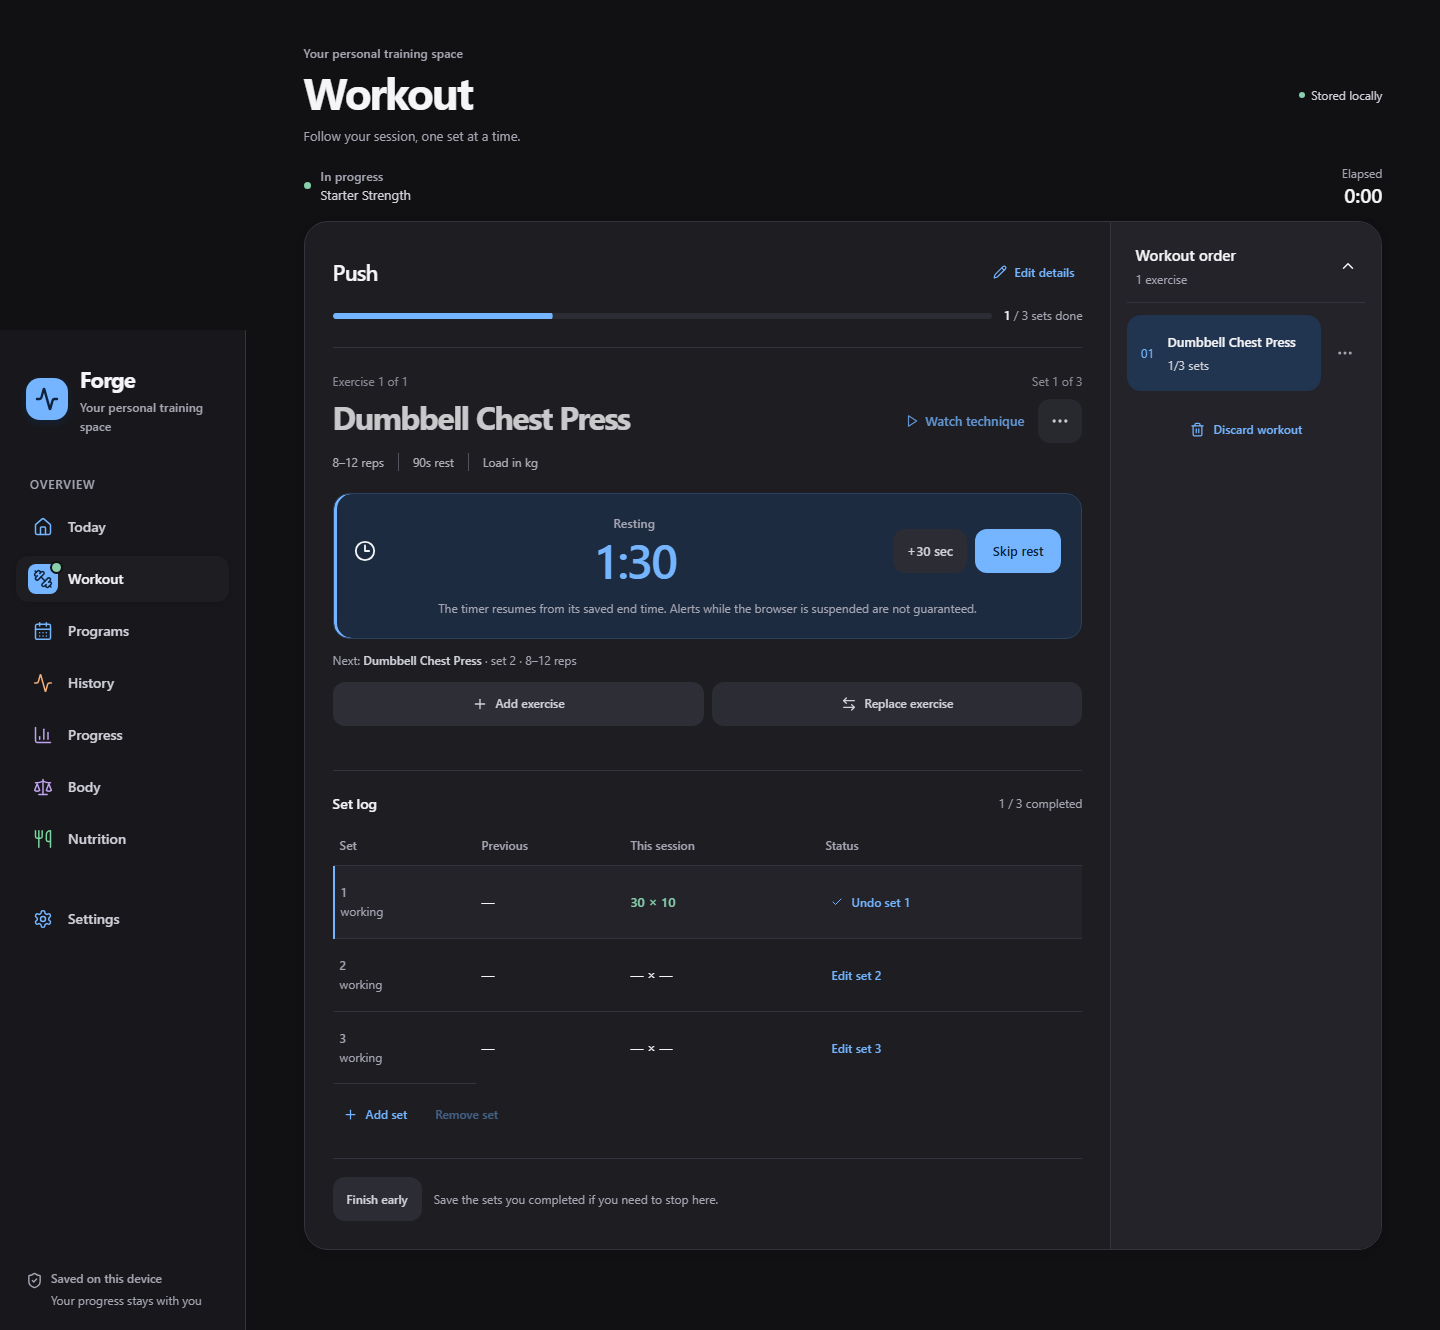 Your personal training space
Workout
Stored locally
Follow your session, one set at a time.
In progress
Starter Strength
Elapsed
0:00
Forge
Your personal training
space
OVERVIEW
Today
Workout
Programs
History
Progress
Body
Nutrition
Settings
Saved on this device
Your progress stays with you
Push
Edit details
1 / 3 sets done
Exercise 1 of 1
Set 1 of 3
Dumbbell Chest Press
Watch technique
8–12 reps
90s rest
Load in kg
Resting
1:30
+30 sec
Skip rest
The timer resumes from its saved end time. Alerts while the browser is suspended are not guaranteed.
Next: Dumbbell Chest Press · set 2 · 8–12 reps
Add exercise
Replace exercise
Set log
1 / 3 completed
Set Previous This session Status
1
working
— 30 × 10 Undo set 1
2
working
— — × — Edit set 2
3
working
— — × — Edit set 3
Add set
Remove set
Finish early
Save the sets you completed if you need to stop here.
Workout order
1 exercise
01
Dumbbell Chest Press
1/3 sets
Discard workout